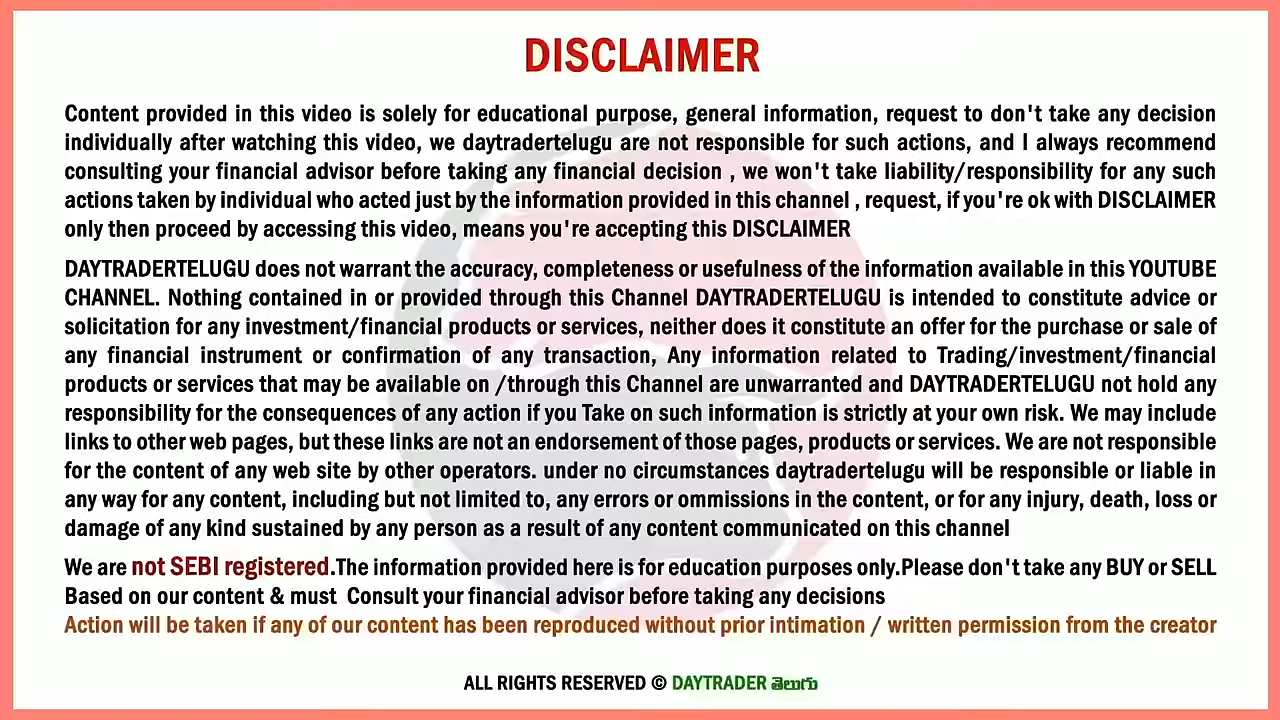 DISCLAIMER
Content provided in this video is solely for educational purpose, general information, request to don't take any decision
individually after watching this video, we daytradertelugu are not responsible for such actions, and I always recommend
consulting your financial advisor before taking any financial decision , we won't take liability/responsibility for any such
actions taken by individual who acted just by the information provided in this channel , request, if you're ok with DISCLAIMER
only then proceed by accessing this video, means you're accepting this DISCLAIMER
DAYTRADERTELUGU does not warrant the accuracy, completeness or usefulness of the information available in this YOUTUBE
CHANNEL. Nothing contained in or provided through this Channel DAYTRADERTELUGU is intended to constitute advice or
solicitation for any investment/financial products or services, neither does it constitute an offer for the purchase or sale of
any financial instrument or confirmation of any transaction, Any information related to Trading/investment/financial
products or services that may be available on /through this Channel are unwarranted and DAYTRADERTELUGU not hold any
responsibility for the consequences of any action if you Take on such information is strictly at your own risk. We may include
links to other web pages, but these links are not an endorsement of those pages, products or services. We are not responsible
for the content of any web site by other operators. under no circumstances daytradertelugu will be responsible or liable in
any way for any content, including but not limited to, any errors or ommissions in the content, or for any injury, death, loss or
damage of any kind sustained by any person as a result of any content communicated on this channel
We are not SEBI registered.The information provided here is for education purposes only.Please don't take any BUY or SELL
Based on our content & must Consult your financial advisor before taking any decisions
Action will be taken if any of our content has been reproduced without prior intimation / written permission from the creator
ALL RIGHTS RESERVED © DAYTRADER తెలుగు